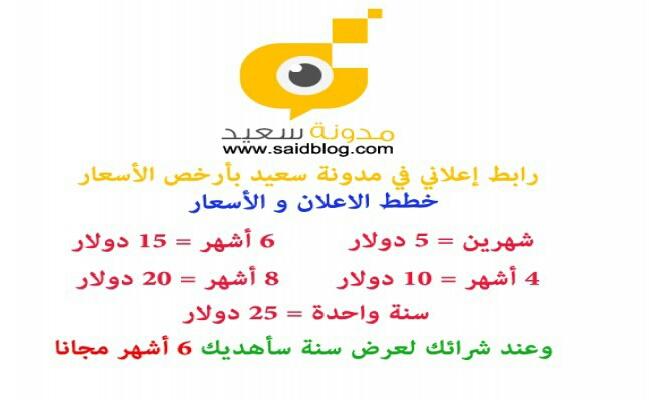 مدونة سعيد
www.saidblog.com
رابط إعلاني في مدونة سعيد بأرخص الأسعار
خطط الاعلان و الأسعار
شهرين = 5 دولار 6 أشهر = 15 دولار
4 أشهر = 10 دولار 8 أشهر = 20 دولار
سنة واحدة = 25 دولار
وعند شرائك لعرض سنة سأهديك 6 أشهر مجانا